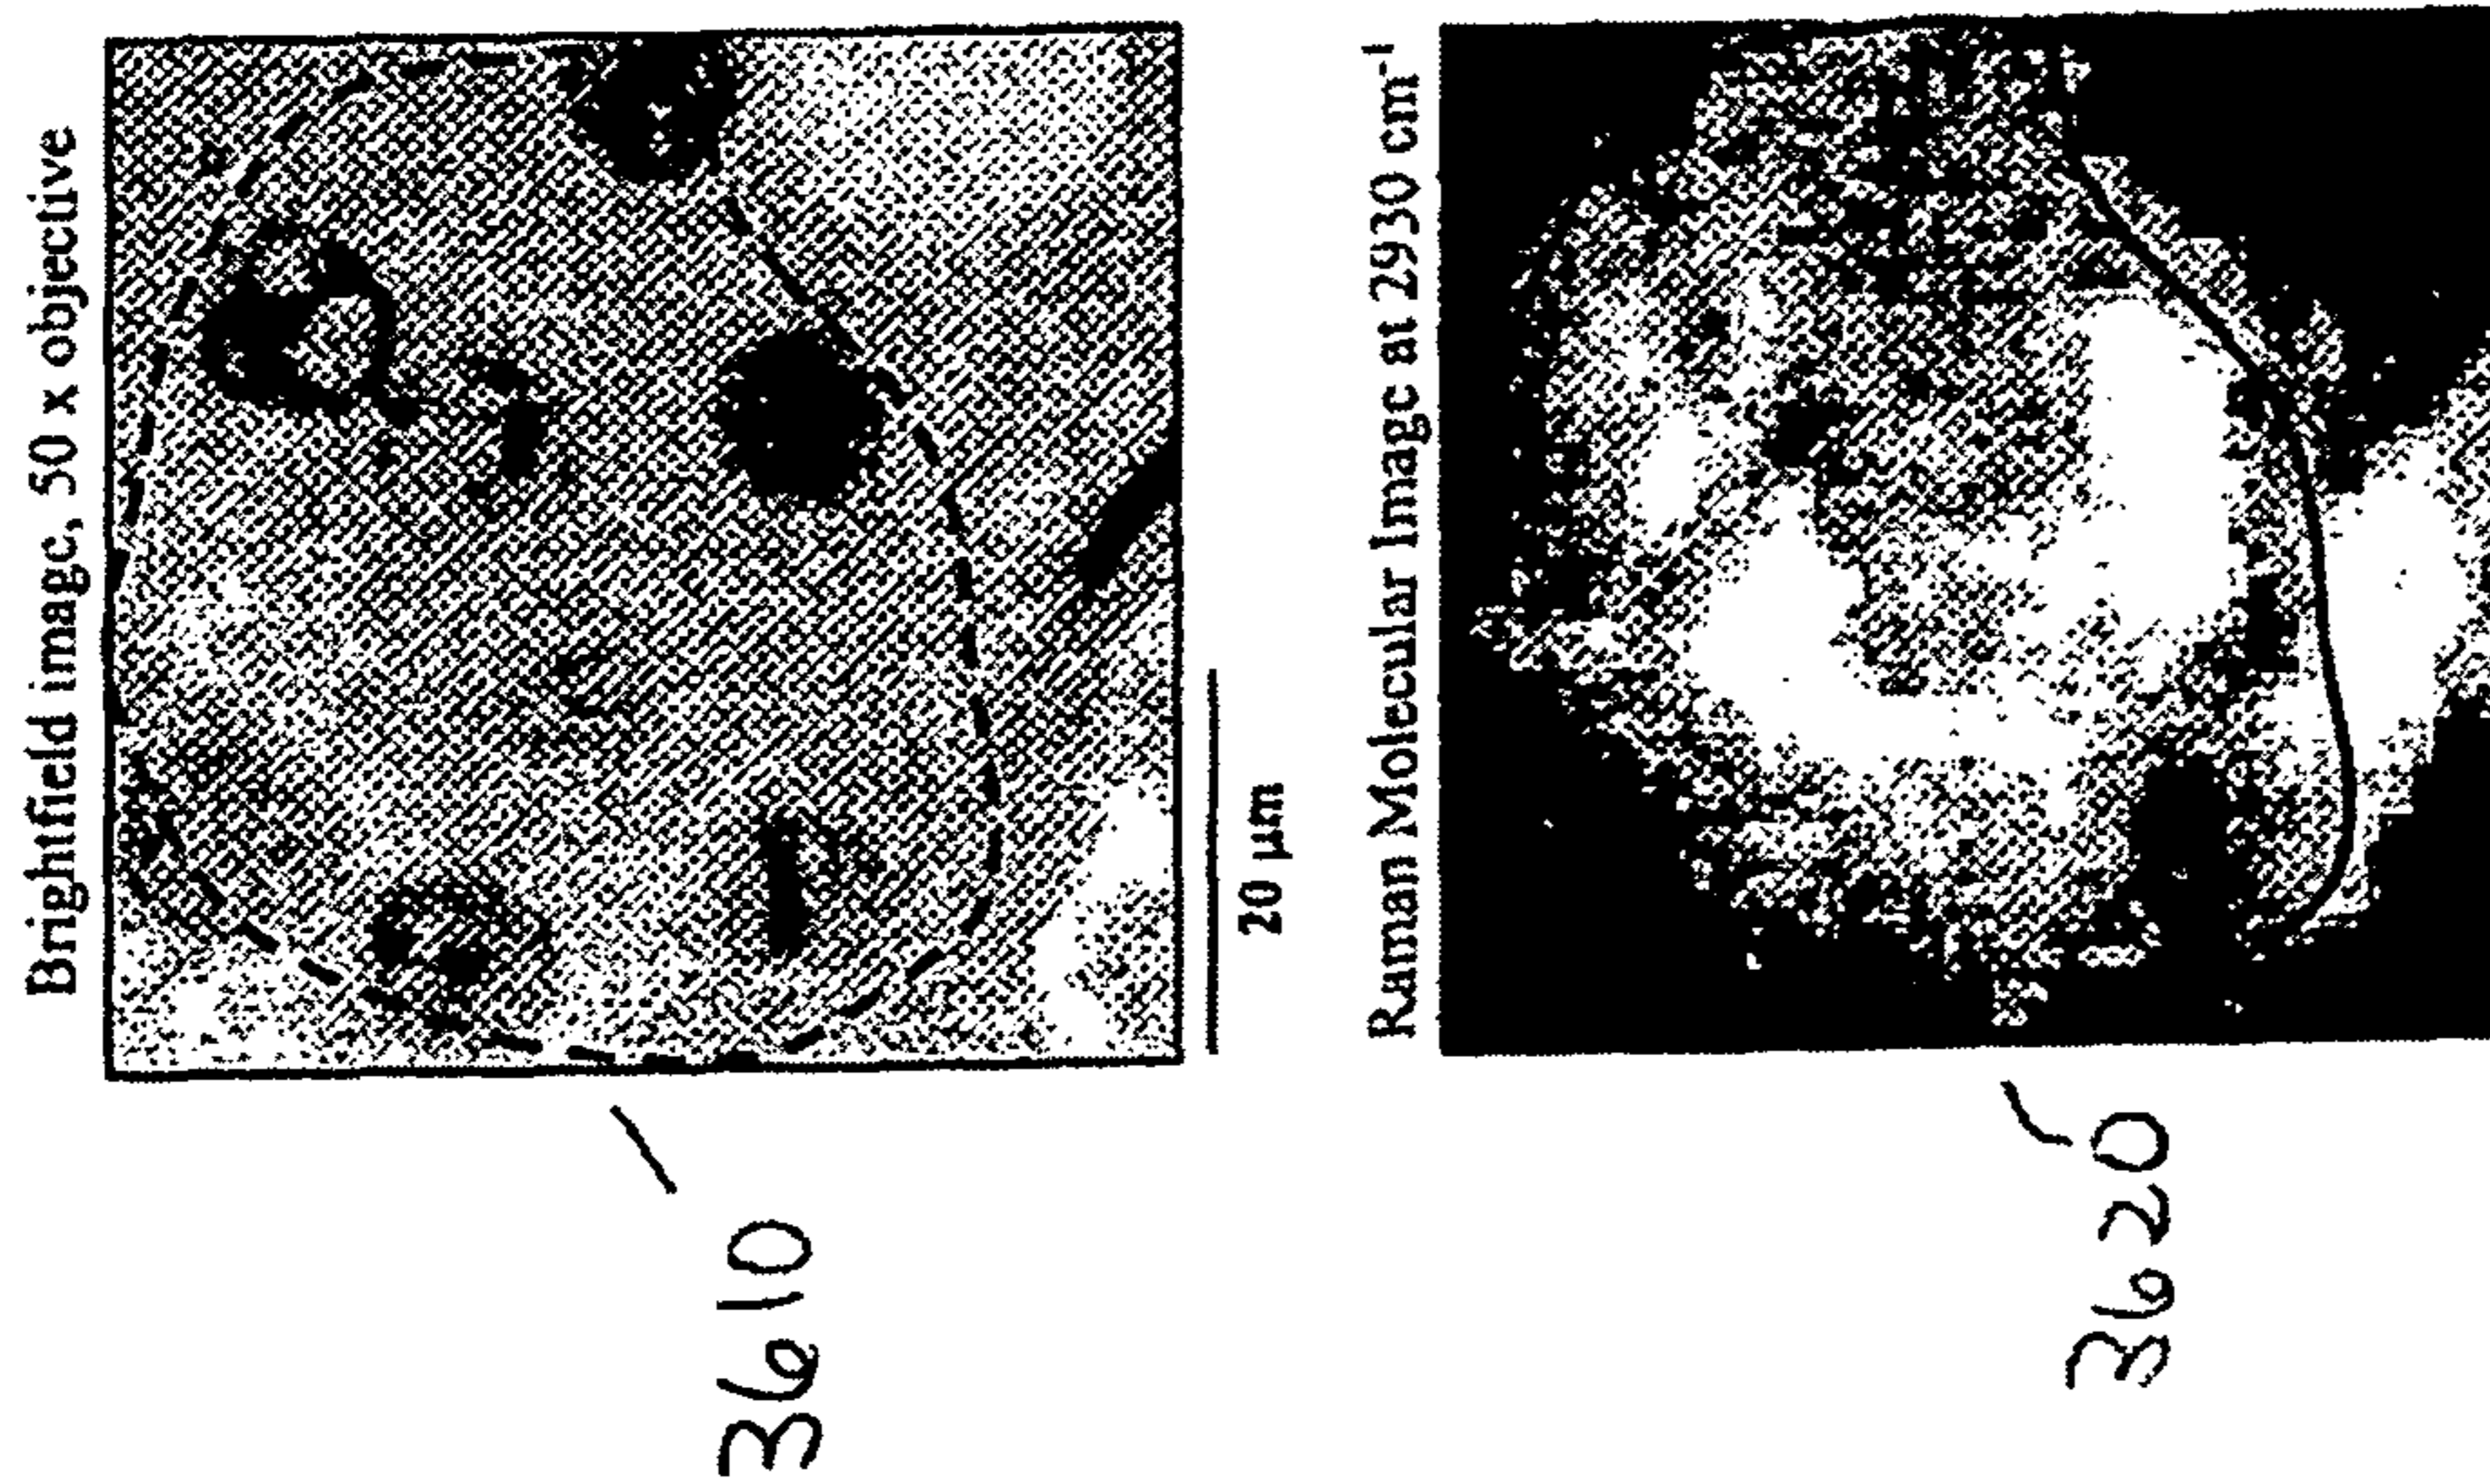 Brightfield image, 50 x objective
20 µm
3610
Raman Molecular Image at 2930 cm⁻¹
3620